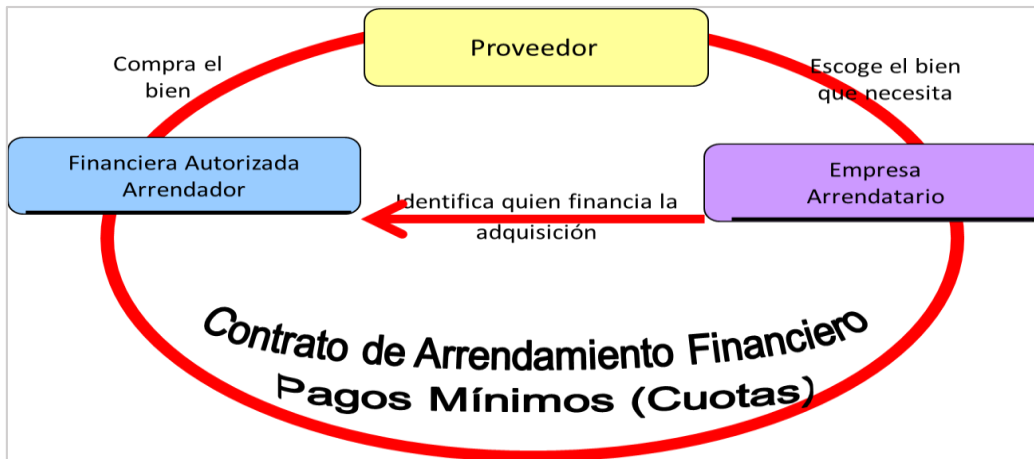 Proveedor
Compra el
bien
Escoge el bien
que necesita
Financiera Autorizada
Arrendador
Empresa
Arrendatario
Identifica quien financia la
adquisición
Contrato de Arrendamiento Financiero
Pagos Mínimos (Cuotas)